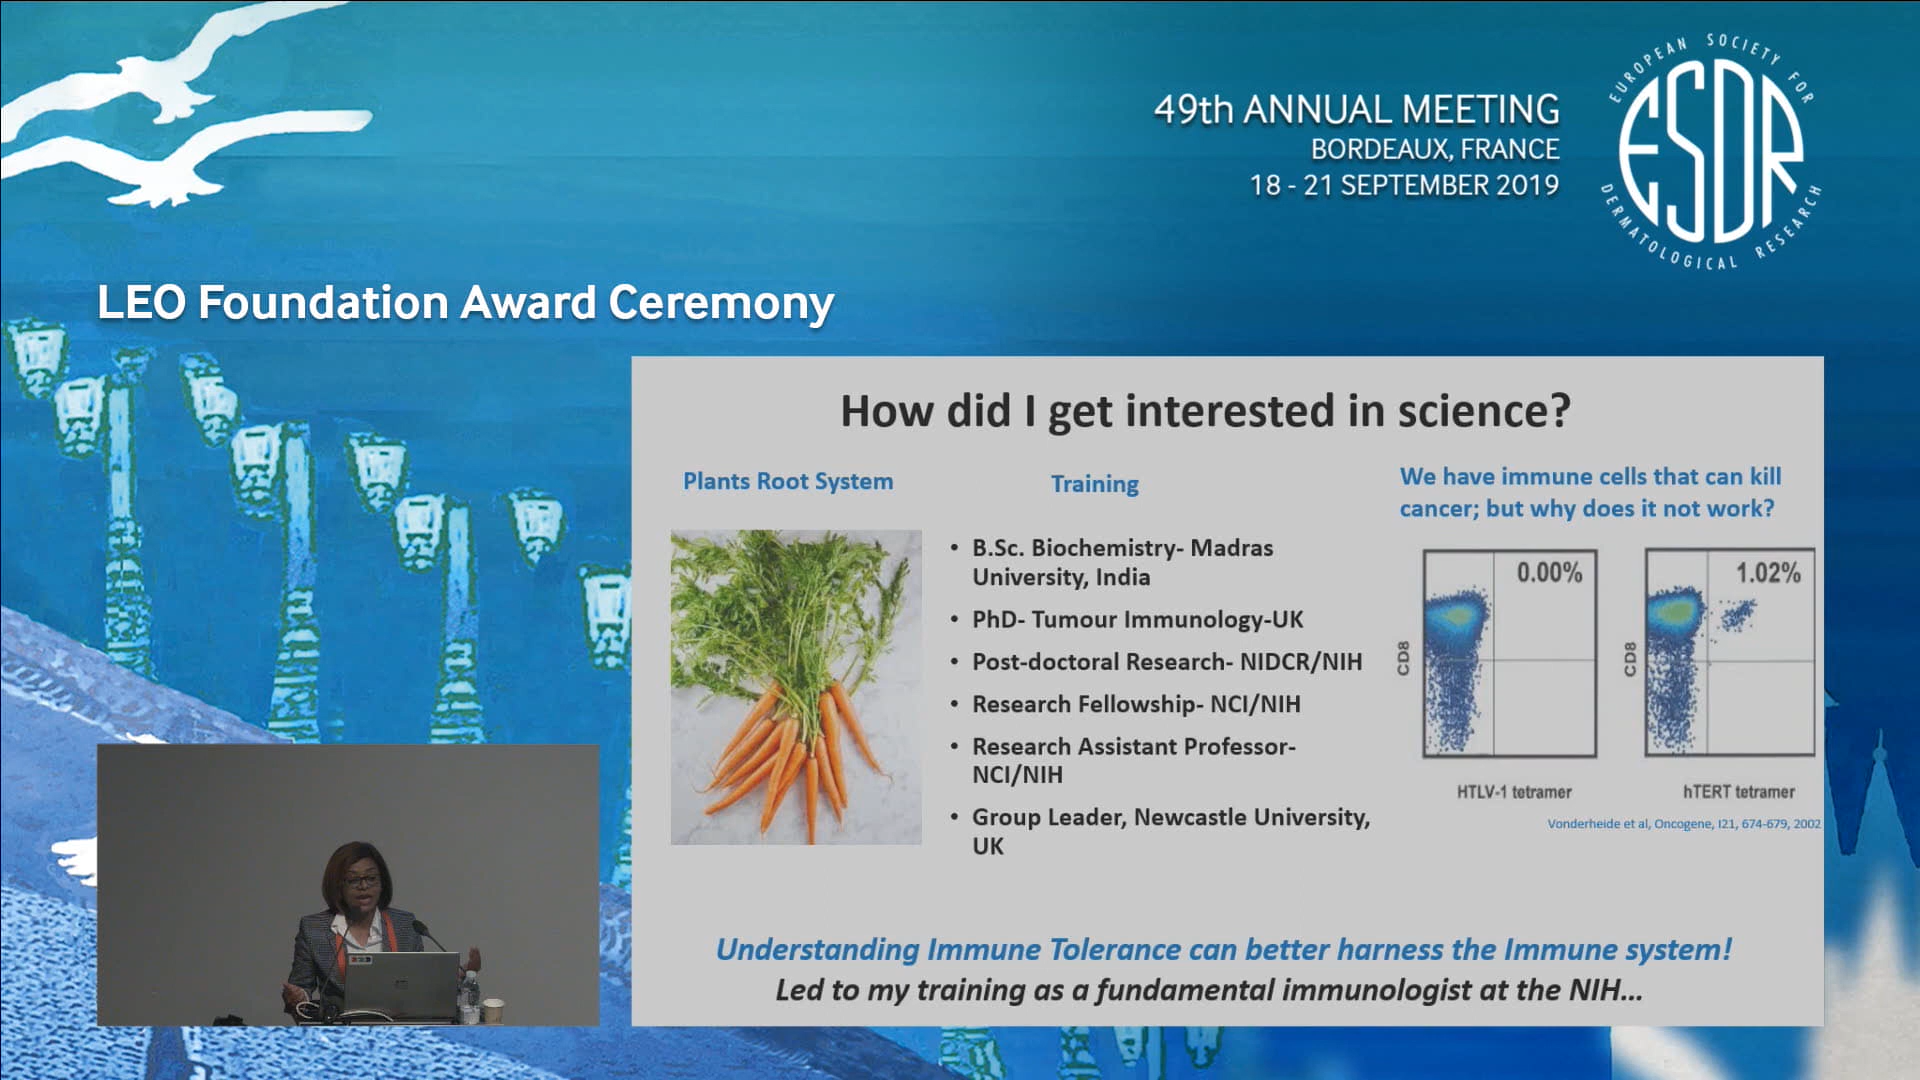 49th ANNUAL MEETING
BORDEAUX, FRANCE
18 - 21 SEPTEMBER 2019
EUROPEAN SOCIETY FOR
ESDR
DERMATOLOGICAL RESEARCH
LEO Foundation Award Ceremony
How did I get interested in science?
Plants Root System
Training
• B.Sc. Biochemistry- Madras
University, India
• PhD- Tumour Immunology-UK
• Post-doctoral Research- NIDCR/NIH
• Research Fellowship- NCI/NIH
• Research Assistant Professor-
NCI/NIH
• Group Leader, Newcastle University,
UK
We have immune cells that can kill
cancer; but why does it not work?
0.00%
1.02%
CD8
CD8
HTLV-1 tetramer
hTERT tetramer
Vonderheide et al, Oncogene, I21, 674-679, 2002
Understanding Immune Tolerance can better harness the Immune system!
Led to my training as a fundamental immunologist at the NIH...